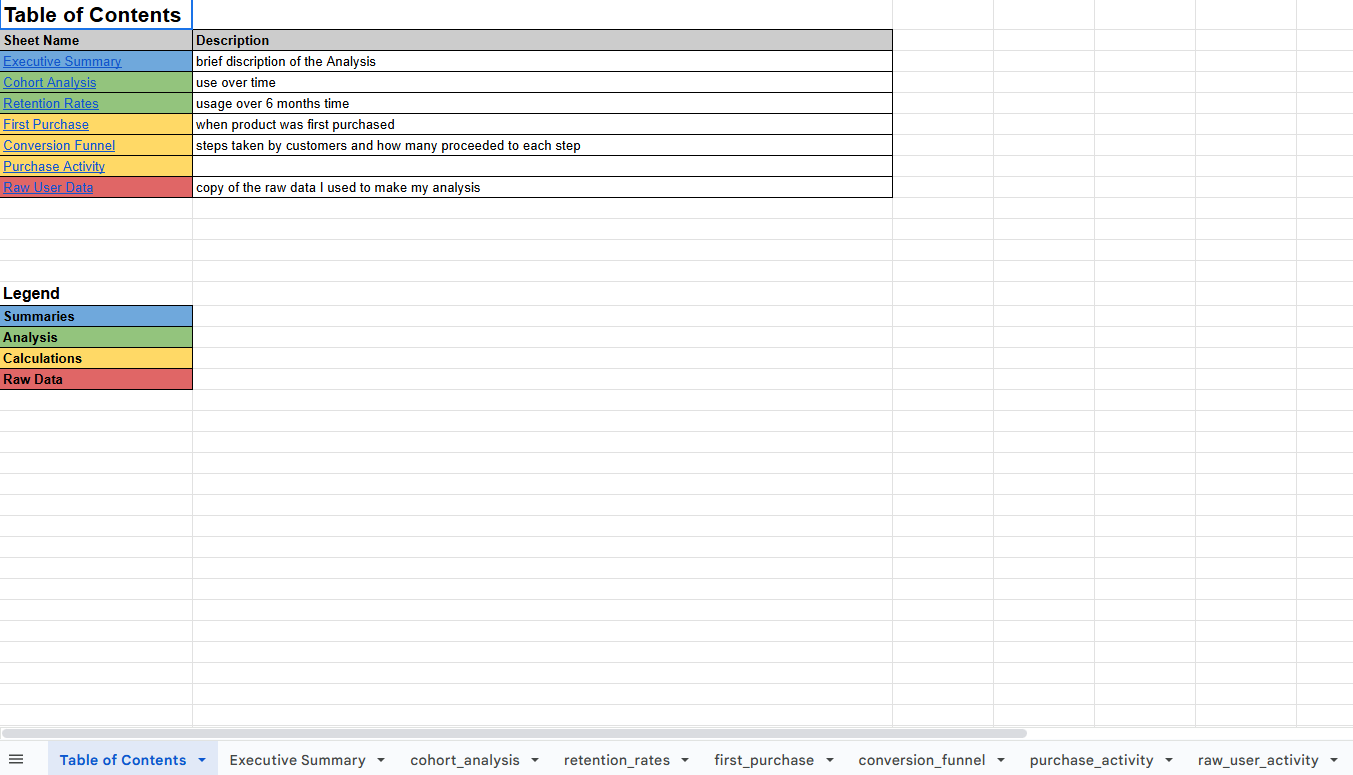 Table of Contents
Sheet Name Description
Executive Summary brief discription of the Analysis
Cohort Analysis use over time
Retention Rates usage over 6 months time
First Purchase when product was first purchased
Conversion Funnel steps taken by customers and how many proceeded to each step
Purchase Activity
Raw User Data copy of the raw data I used to make my analysis
Legend
Summaries
Analysis
Calculations
Raw Data
Table of Contents Executive Summary cohort_analysis retention_rates first_purchase conversion_funnel purchase_activity raw_user_activity